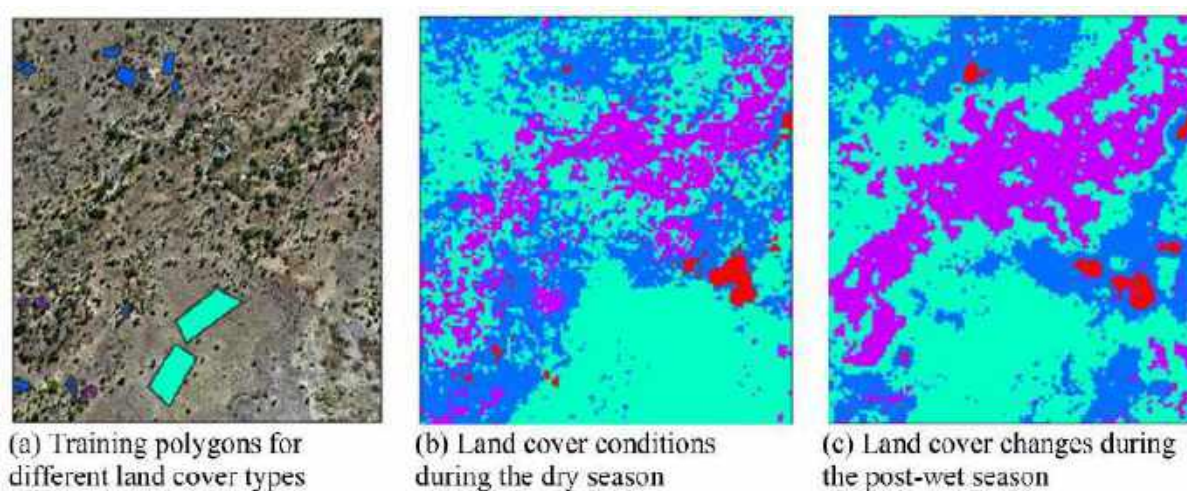 (a) Training polygons for
different land cover types
(b) Land cover conditions
during the dry season
(c) Land cover changes during
the post-wet season